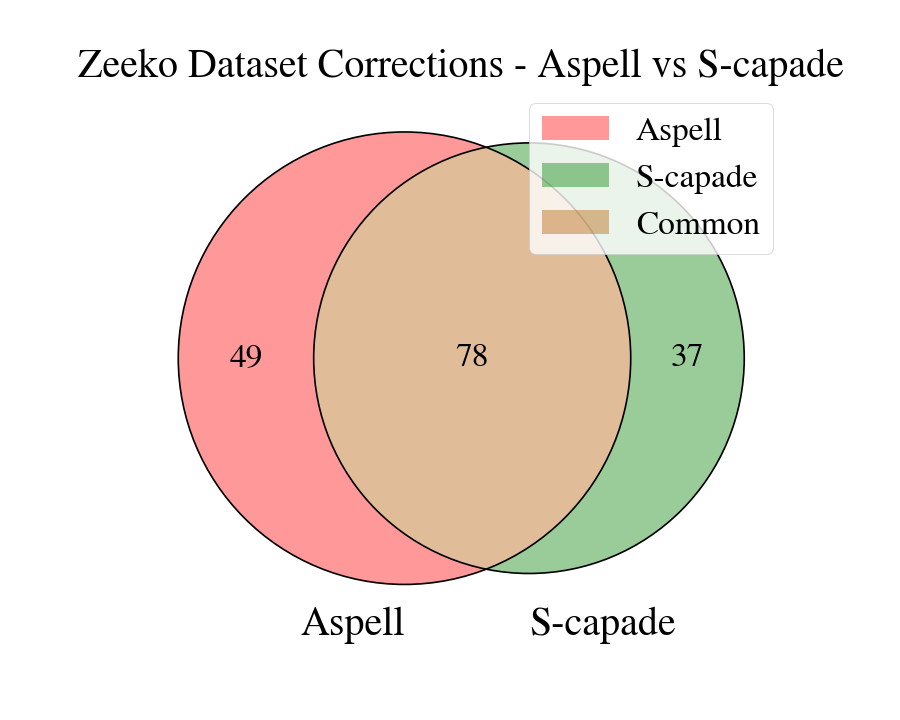 Zeeko Dataset Corrections - Aspell vs S-capade
Aspell
S-capade
Common
49
78
37
Aspell
S-capade